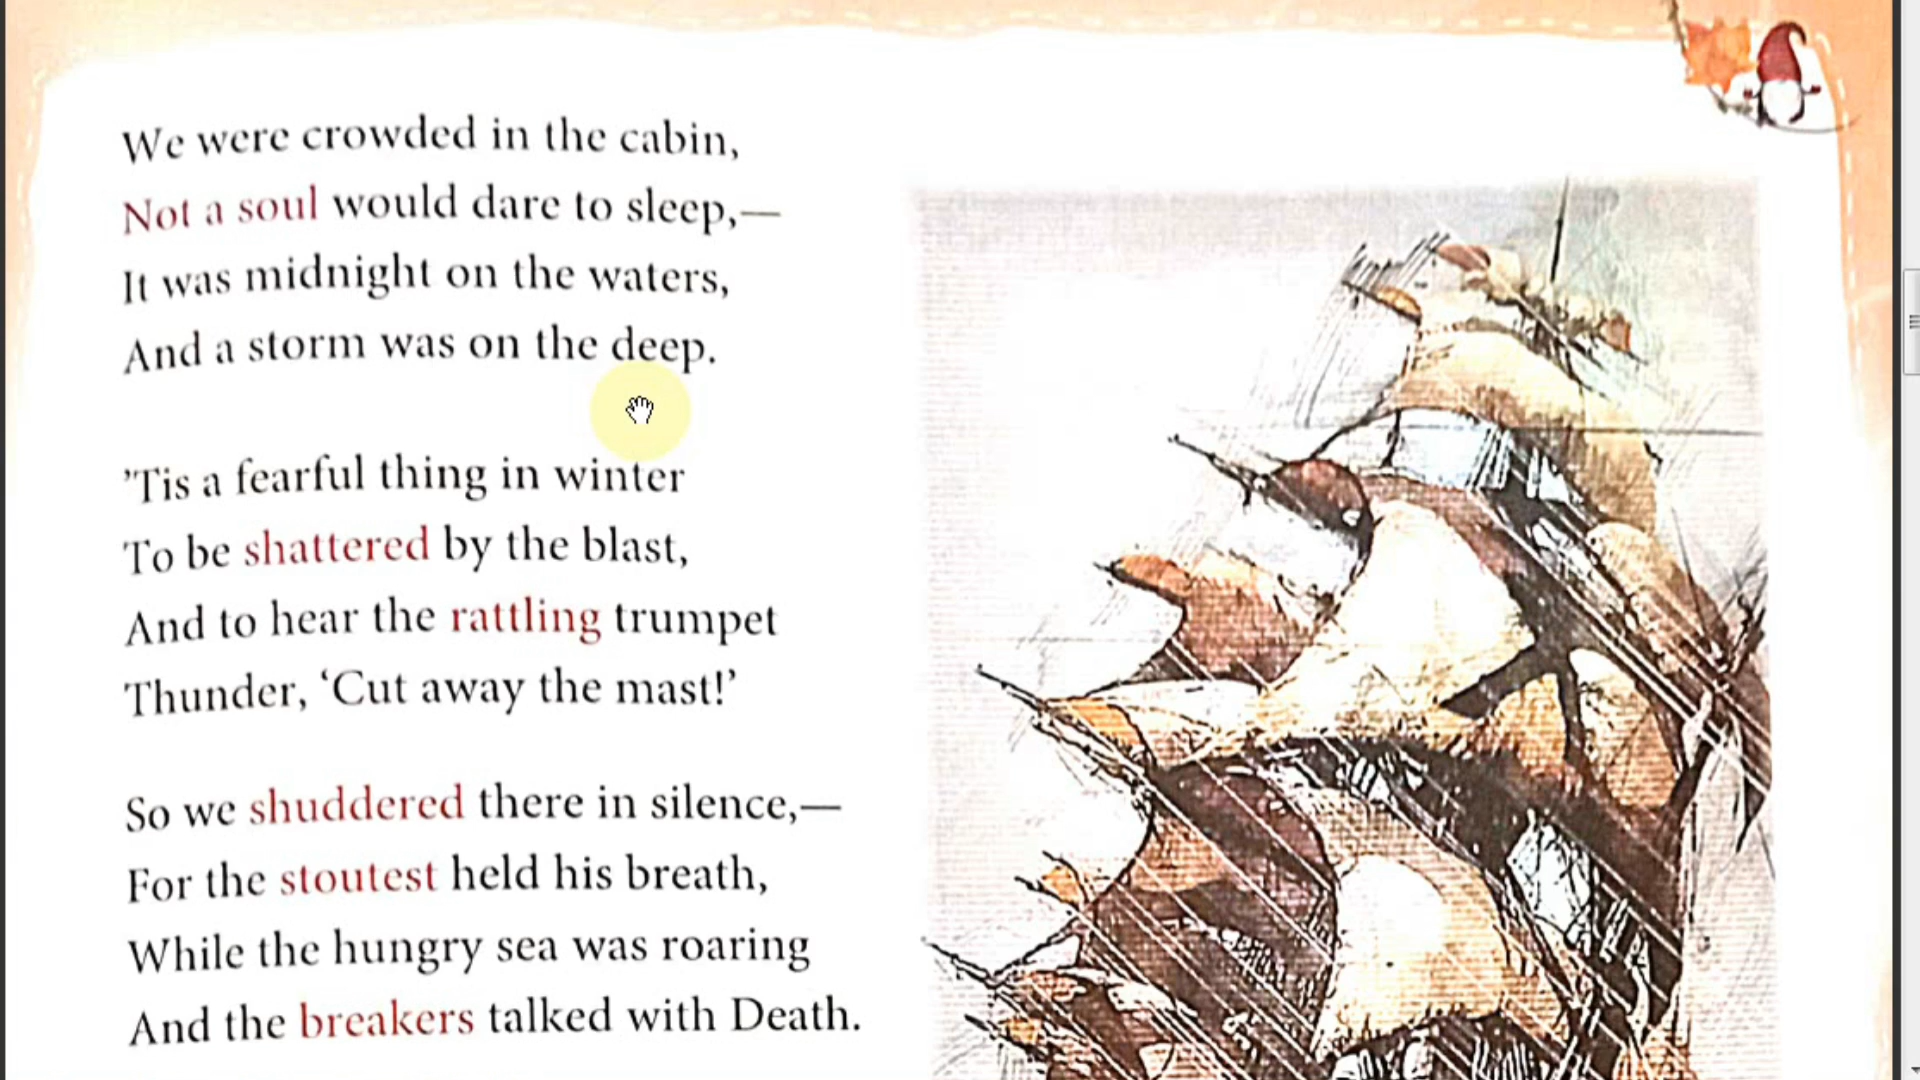 We were crowded in the cabin,
Not a soul would dare to sleep,—
It was midnight on the waters,
And a storm was on the deep.
’Tis a fearful thing in winter
To be shattered by the blast,
And to hear the rattling trumpet
Thunder, ‘Cut away the mast!’
So we shuddered there in silence,—
For the stoutest held his breath,
While the hungry sea was roaring
And the breakers talked with Death.